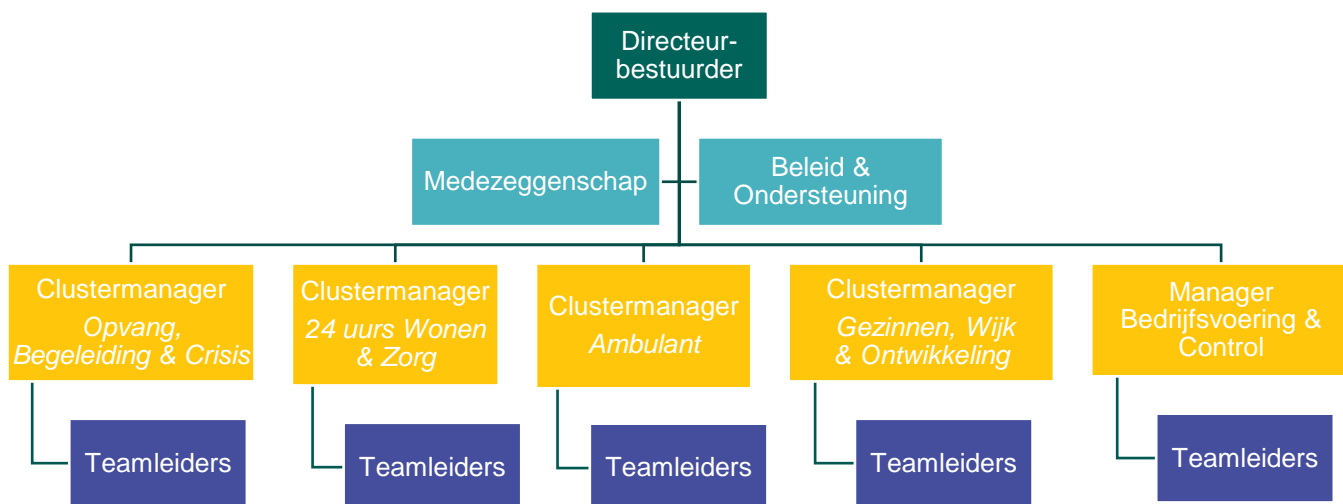 Directeur-
bestuurder
Medezeggenschap
Beleid &
Ondersteuning
Clustermanager
Opvang,
Begeleiding & Crisis
Clustermanager
24 uurs Wonen
& Zorg
Clustermanager
Ambulant
Clustermanager
Gezinnen, Wijk
& Ontwikkeling
Manager
Bedrijfsvoering &
Control
Teamleiders
Teamleiders
Teamleiders
Teamleiders
Teamleiders